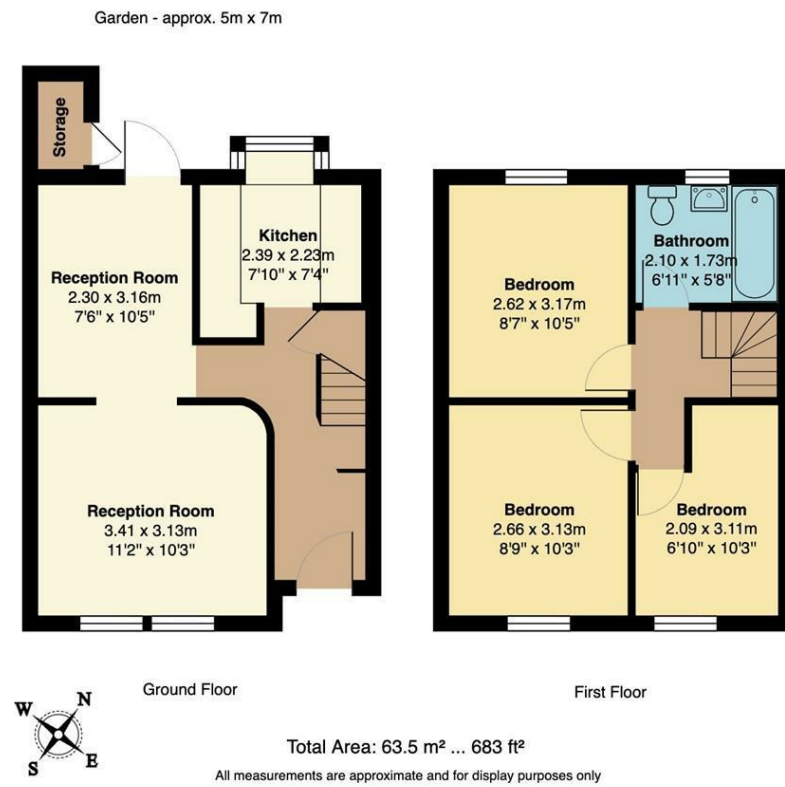 Garden - approx. 5m x 7m
Storage
Kitchen
2.39 x 2.23m
7'10" x 7'4"
Reception Room
2.30 x 3.16m
7'6" x 10'5"
Reception Room
3.41 x 3.13m
11'2" x 10'3"
Bathroom
2.10 x 1.73m
6'11" x 5'8"
Bedroom
2.62 x 3.17m
8'7" x 10'5"
Bedroom
2.66 x 3.13m
8'9" x 10'3"
Bedroom
2.09 x 3.11m
6'10" x 10'3"
Ground Floor
First Floor
W N
S E
Total Area: 63.5 m² ... 683 ft²
All measurements are approximate and for display purposes only